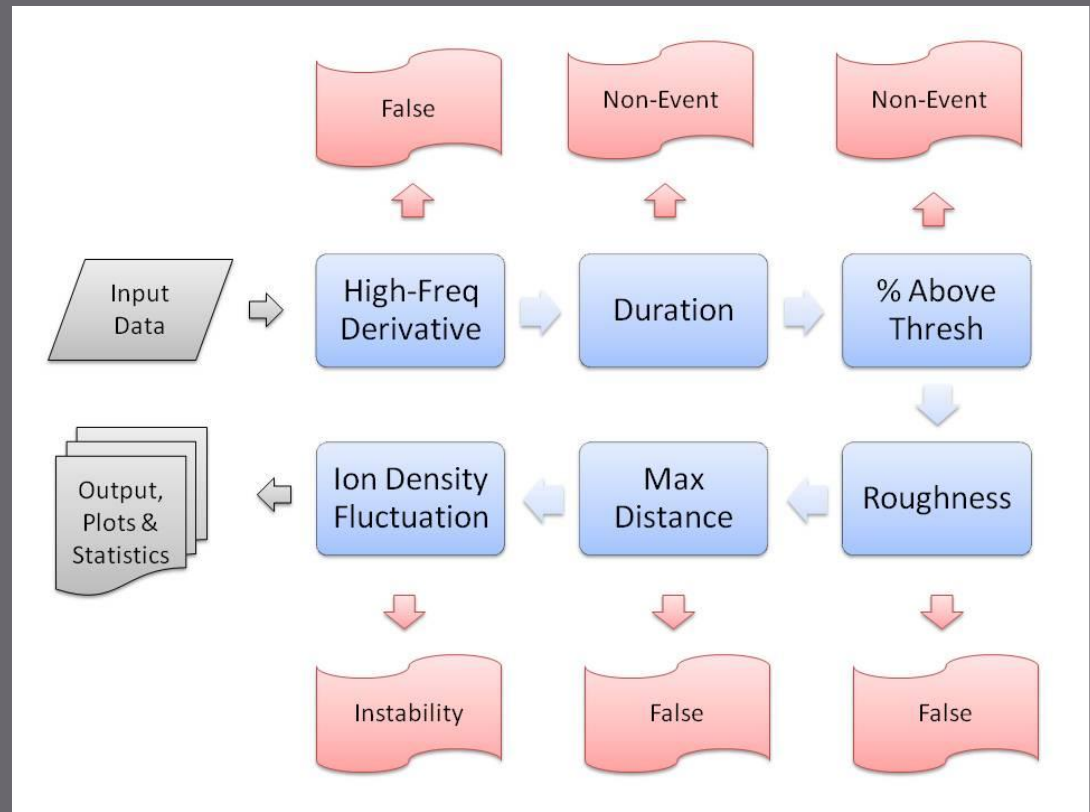 False
Non-Event
Non-Event
Input
Data
High-Freq
Derivative
Duration
% Above
Thresh
Output,
Plots &
Statistics
Ion Density
Fluctuation
Max
Distance
Roughness
Instability
False
False